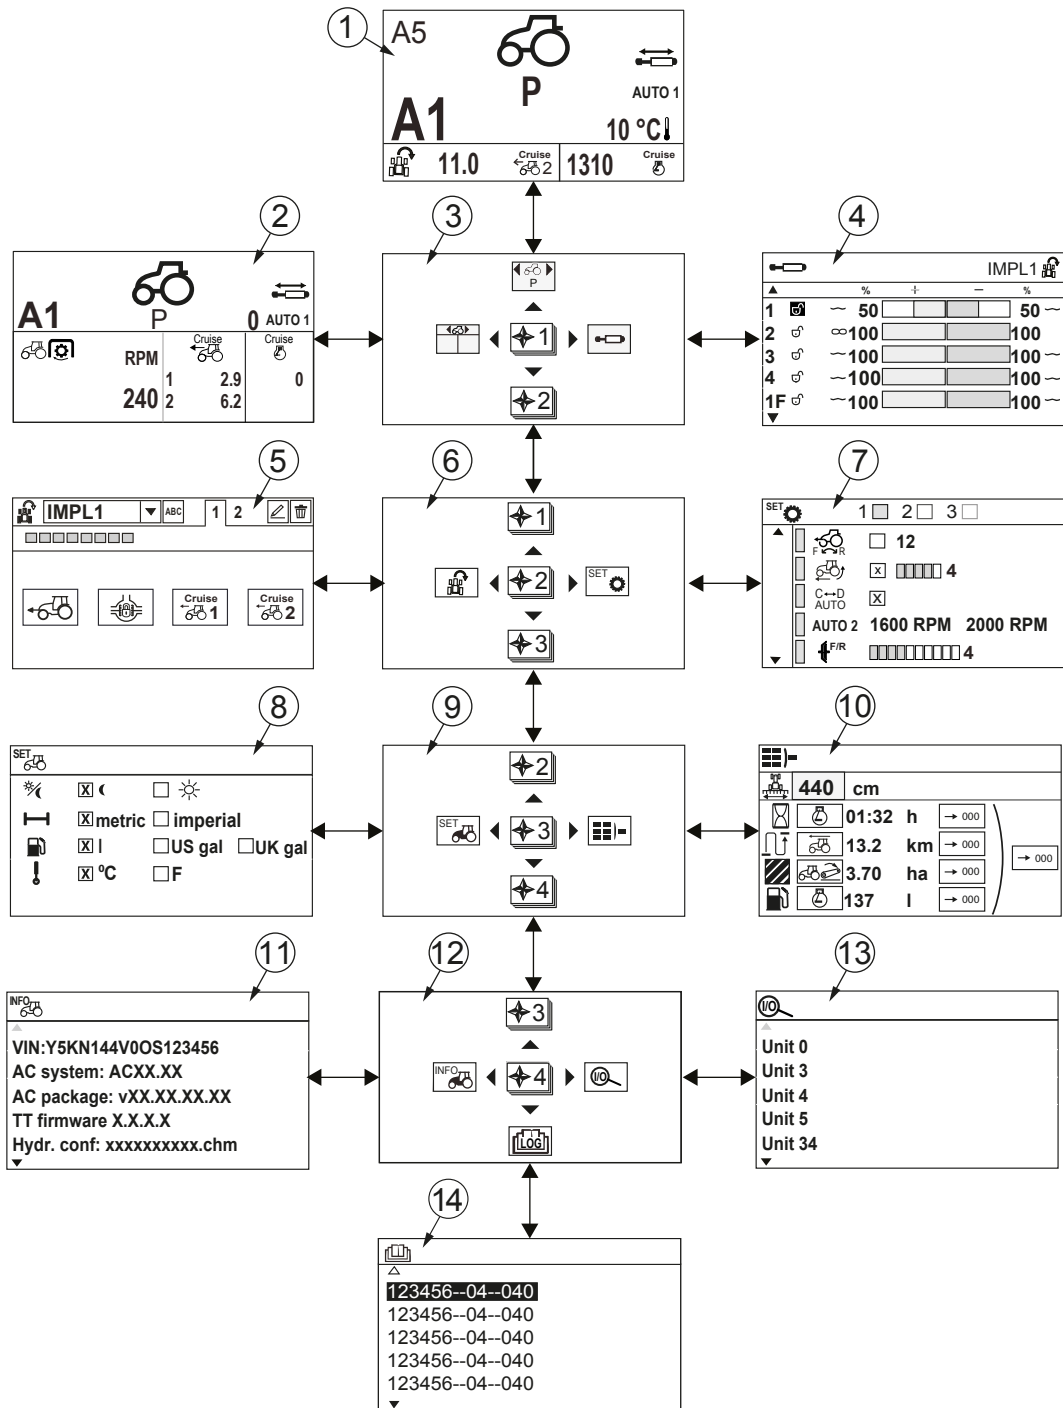 1
A5
P
AUTO 1
A1
10 °C
11.0 Cruise 2 1310 Cruise
2
A1 P 0 AUTO 1
RPM Cruise Cruise
1 2.9 0
240 2 6.2
3
P
1
2
4
IMPL1
% + − %
1 50 50
2 ∞100 100
3 100 100
4 100 100
1F 100 100
5
IMPL1 ABC 1 2
Cruise 1 Cruise 2
6
1
2 SET
3
7
SET 1 2 3
F R 12
x 4
C↔D AUTO X
AUTO 2 1600 RPM 2000 RPM
F/R 4
8
SET
X
X metric imperial
X l US gal UK gal
X °C F
9
2
SET 3
4
10
440 cm
01:32 h → 000
13.2 km → 000
3.70 ha → 000
137 l → 000
→ 000
11
INFO
VIN:Y5KN144V0OS123456
AC system: ACXX.XX
AC package: vXX.XX.XX.XX
TT firmware X.X.X.X
Hydr. conf: xxxxxxxxxx.chm
12
3
INFO 4 I/O
LOG
13
I/O
Unit 0
Unit 3
Unit 4
Unit 5
Unit 34
14
123456--04--040
123456--04--040
123456--04--040
123456--04--040
123456--04--040